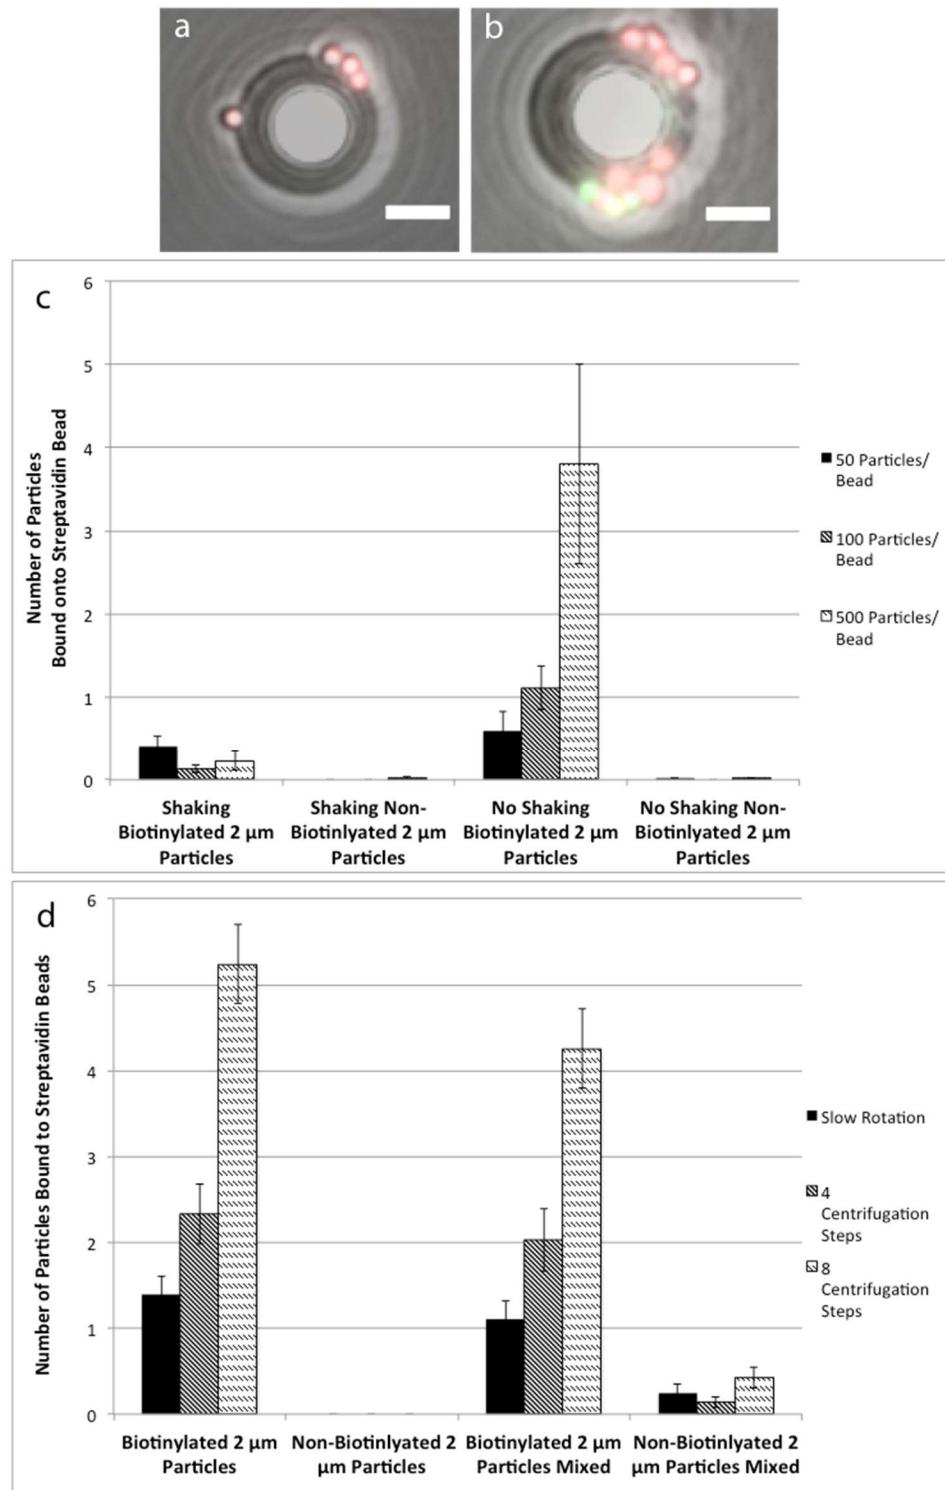 a
b
c
Number of Particles
Bound onto Streptavidin Bead
6
5
4
3
2
1
0
Shaking
Biotinylated 2 µm
Particles
Shaking Non-
Biotinlyated 2 µm
Particles
No Shaking
Biotinylated 2 µm
Particles
No Shaking Non-
Biotinlyated 2 µm
Particles
50 Particles/
Bead
100 Particles/
Bead
500 Particles/
Bead
d
Number of Particles Bound to Streptavidin Beads
6
5
4
3
2
1
0
Biotinylated 2 µm
Particles
Non-Biotinlyated 2
µm Particles
Biotinylated 2 µm
Particles Mixed
Non-Biotinlyated 2
µm Particles Mixed
Slow Rotation
4
Centrifugation
Steps
8
Centrifugation
Steps